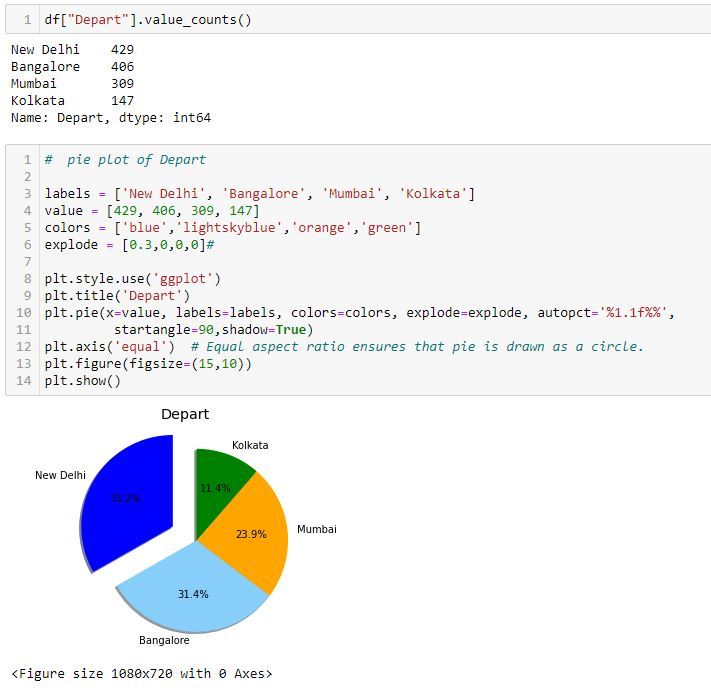 1 df["Depart"].value_counts()
New Delhi 429
Bangalore 406
Mumbai 309
Kolkata 147
Name: Depart, dtype: int64
1 # pie plot of Depart
2
3 labels = ['New Delhi', 'Bangalore', 'Mumbai', 'Kolkata']
4 value = [429, 406, 309, 147]
5 colors = ['blue','lightskyblue','orange','green']
6 explode = [0.3,0,0,0]#
7
8 plt.style.use('ggplot')
9 plt.title('Depart')
10 plt.pie(x=value, labels=labels, colors=colors, explode=explode, autopct='%1.1f%%',
11 startangle=90,shadow=True)
12 plt.axis('equal') # Equal aspect ratio ensures that pie is drawn as a circle.
13 plt.figure(figsize=(15,10))
14 plt.show()
Depart
Kolkata
New Delhi
11.4%
33.2%
Mumbai
23.9%
31.4%
Bangalore
<Figure size 1080x720 with 0 Axes>